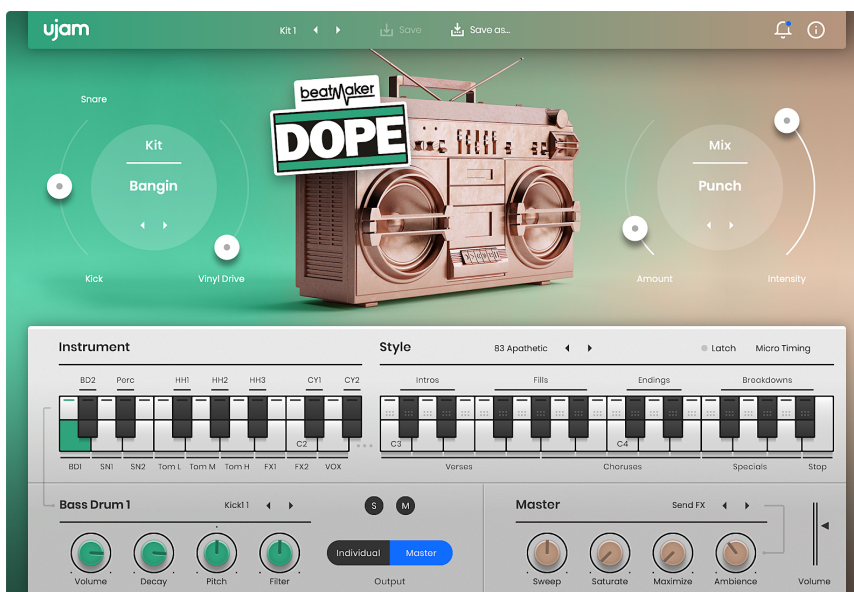 ujam
Kit 1
Save
Save as...
beatMaker
DOPE
Snare
Kit
Bangin
Kick
Vinyl Drive
Mix
Punch
Amount
Intensity
Instrument
BD2 Perc HH1 HH2 HH3 CY1 CY2
C2
BD1 SN1 SN2 Tom L Tom M Tom H FX1 FX2 VOX
Style
83 Apathetic
Latch
Micro Timing
Intros Fills Endings Breakdowns
C3 C4
Verses Choruses Specials Stop
Bass Drum 1
Kick1 1
S M
Volume Decay Pitch Filter
Individual Master
Output
Master
Send FX
Sweep Saturate Maximize Ambience
Volume